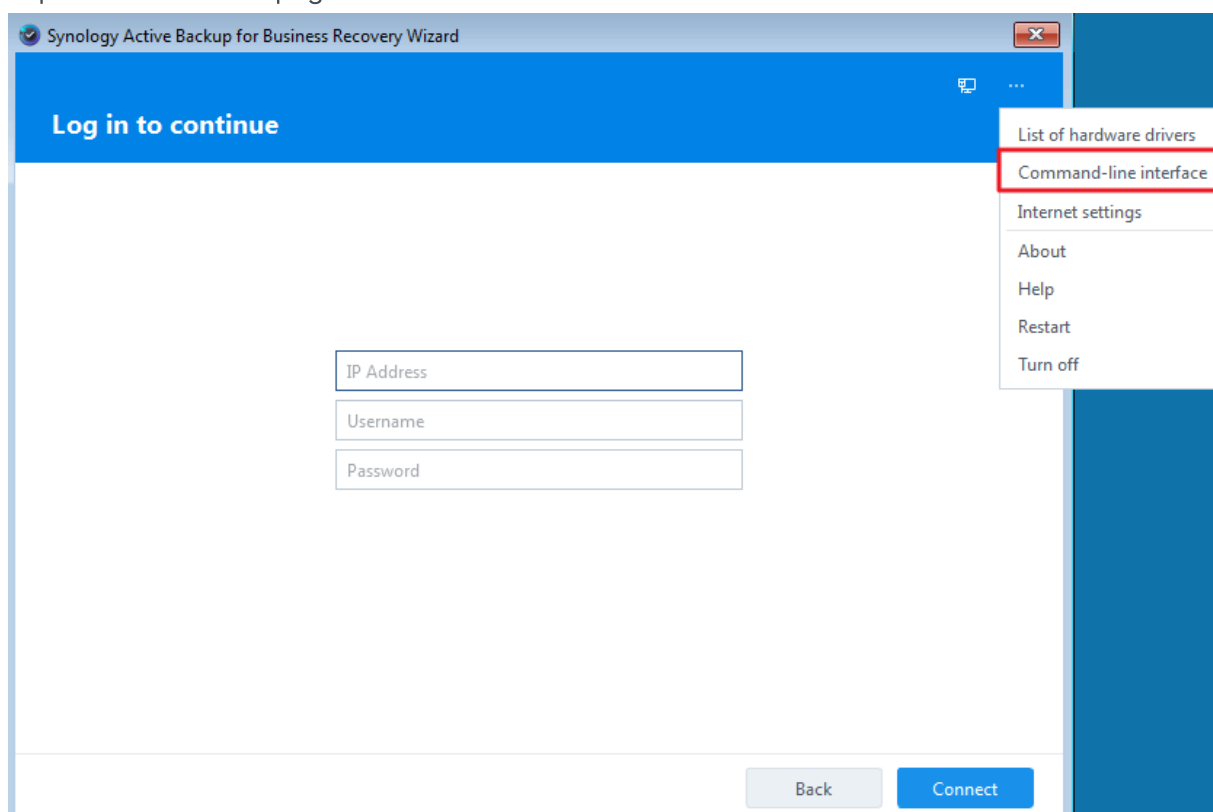 Synology Active Backup for Business Recovery Wizard
...
Log in to continue
List of hardware drivers
Command-line interface
Internet settings
About
Help
Restart
Turn off
IP Address
Username
Password
Back
Connect